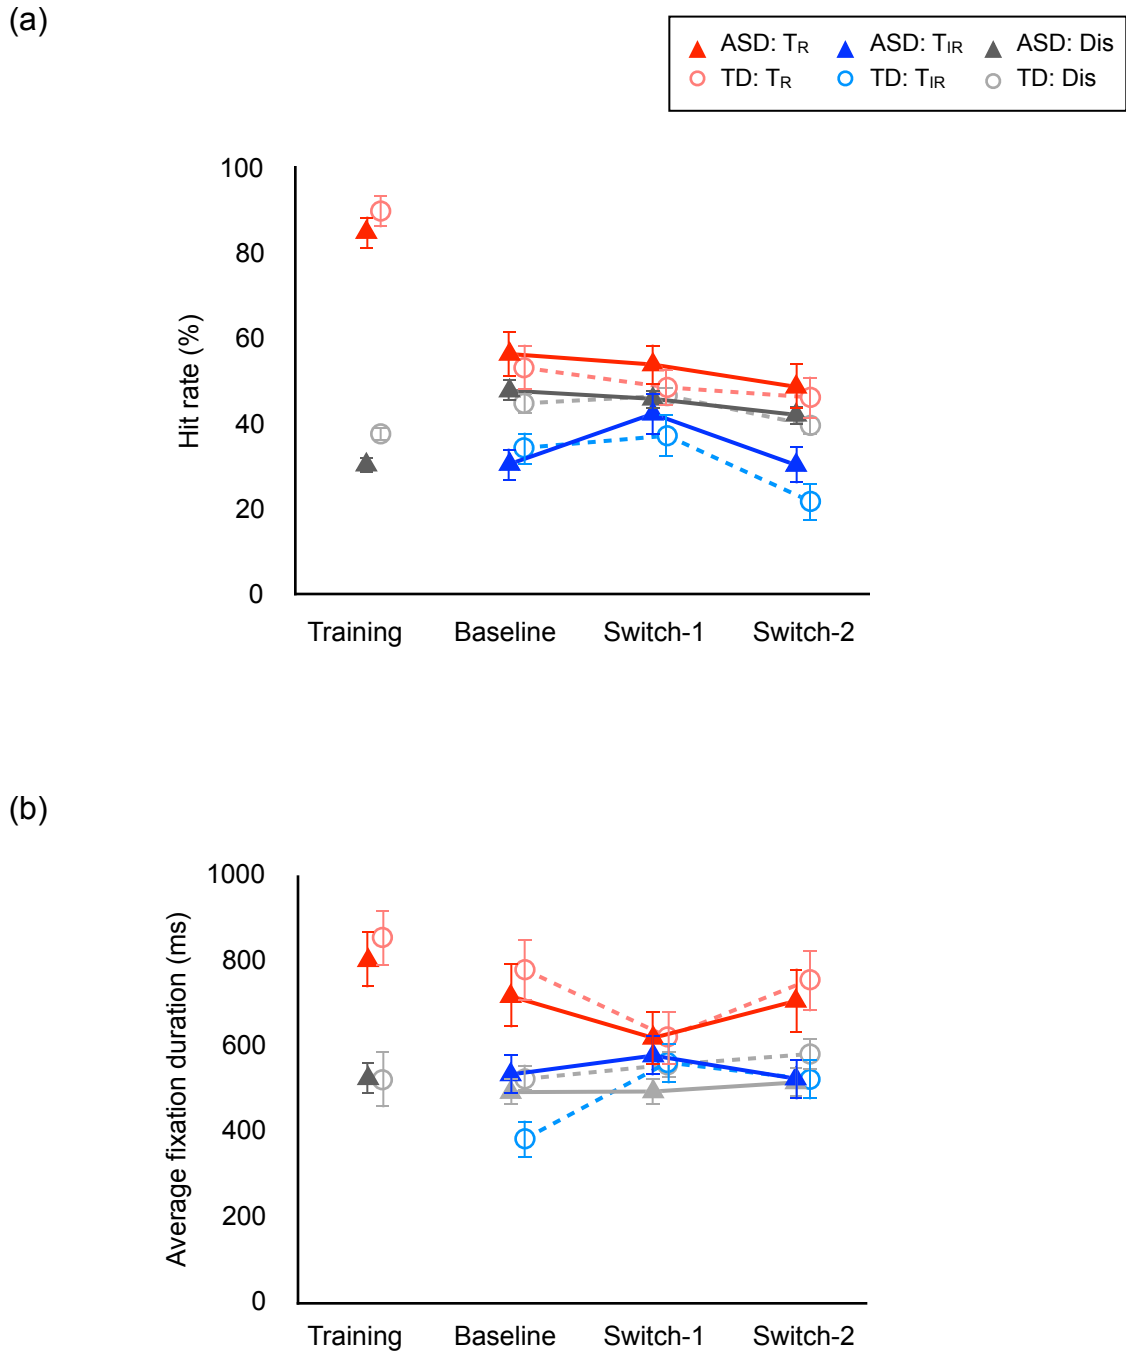 (a)
ASD: TR ASD: TIR ASD: Dis
TD: TR TD: TIR TD: Dis
100
80
60
40
20
0
Hit rate (%)
Training Baseline Switch-1 Switch-2
(b)
1000
800
600
400
200
0
Average fixation duration (ms)
Training Baseline Switch-1 Switch-2